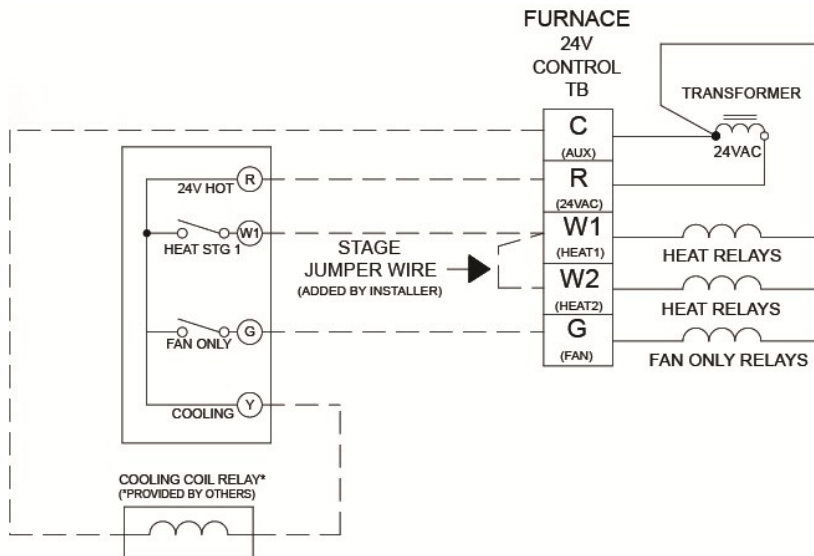 FURNACE
24V
CONTROL
TB
TRANSFORMER
24VAC
C
(AUX)
R
(24VAC)
W1
(HEAT1)
W2
(HEAT2)
G
(FAN)
HEAT RELAYS
HEAT RELAYS
FAN ONLY RELAYS
24V HOT
R
HEAT STG 1
W1
FAN ONLY
G
COOLING
Y
STAGE
JUMPER WIRE
(ADDED BY INSTALLER)
COOLING COIL RELAY*
(*PROVIDED BY OTHERS)